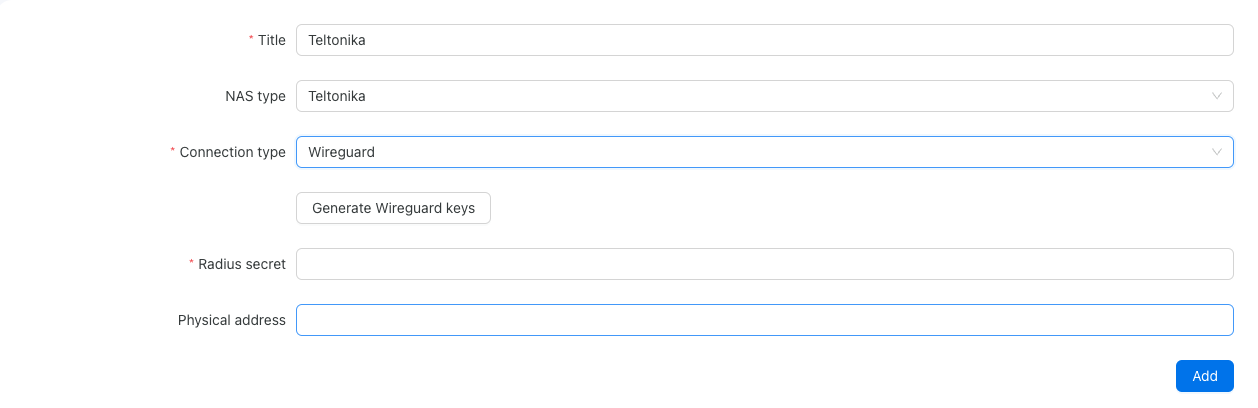 * Title Teltonika
NAS type Teltonika
* Connection type Wireguard
Generate Wireguard keys
* Radius secret
Physical address
Add